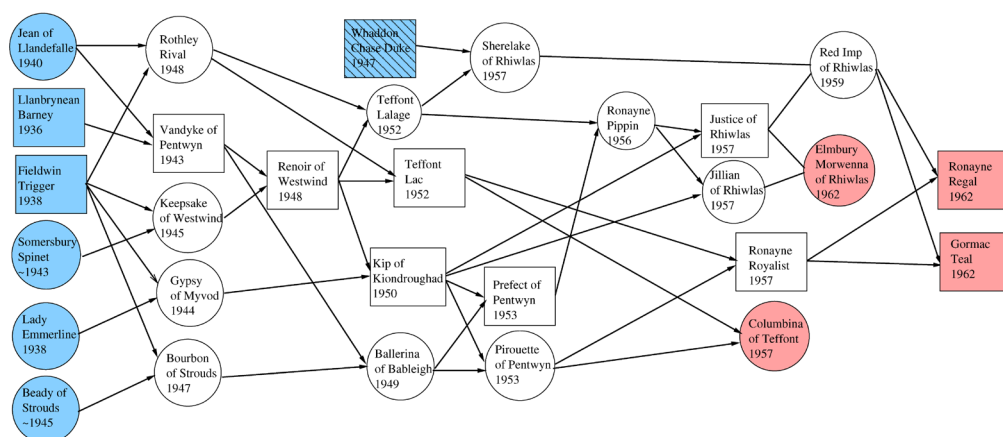 Jean of
Llandefalle
1940
Llanbrynean
Barney
1936
Fieldwin
Trigger
1938
Somersbury
Spinet
~1943
Lady
Emmerline
1938
Beady of
Strouds
~1945
Rothley
Rival
1948
Vandyke of
Pentwyn
1943
Keepsake
of Westwind
1945
Gypsy
of Myvod
1944
Bourbon
of Strouds
1947
Renoir of
Westwind
1948
Whaddon
Chase Duke
1947
Teffont
Lalage
1952
Teffont
Lac
1952
Kip of
Kiondroughad
1950
Ballerina
of Bableigh
1949
Sherelake
of Rhiwlas
1957
Prefect of
Pentwyn
1953
Pirouette
of Pentwyn
1953
Ronayne
Pippin
1956
Justice of
Rhiwlas
1957
Jillian
of Rhiwlas
1957
Ronayne
Royalist
1957
Columbina
of Teffont
1957
Red Imp
of Rhiwlas
1959
Elmbury
Morwenna
of Rhiwlas
1962
Ronayne
Regal
1962
Gormac
Teal
1962